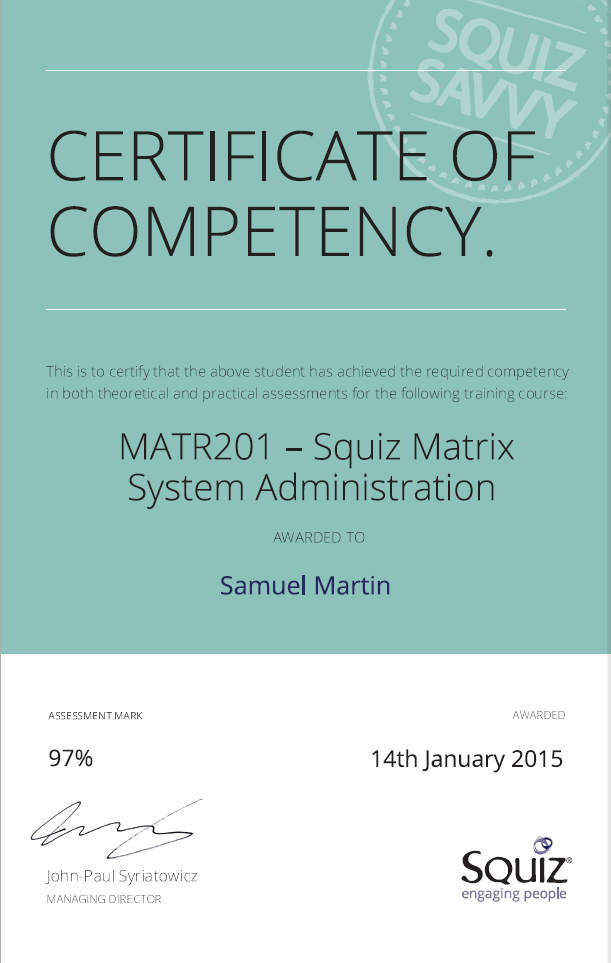 SQUIZ
SAVVY
CERTIFICATE OF
COMPETENCY.
This is to certify that the above student has achieved the required competency
in both theoretical and practical assessments for the following training course:
MATR201 – Squiz Matrix
System Administration
AWARDED TO
Samuel Martin
ASSESSMENT MARK
AWARDED
97%
14th January 2015
John-Paul Syriatowicz
MANAGING DIRECTOR
Squiz®
engaging people